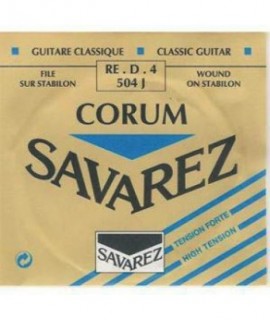 GUITARE CLASSIQUE
CLASSIC GUITAR
FILE
SUR STABILON
RE . D . 4
504 J
WOUND
ON STABILON
CORUM
SAVAREZ
TENSION FORTE
HIGH TENSION
SAVAREZ